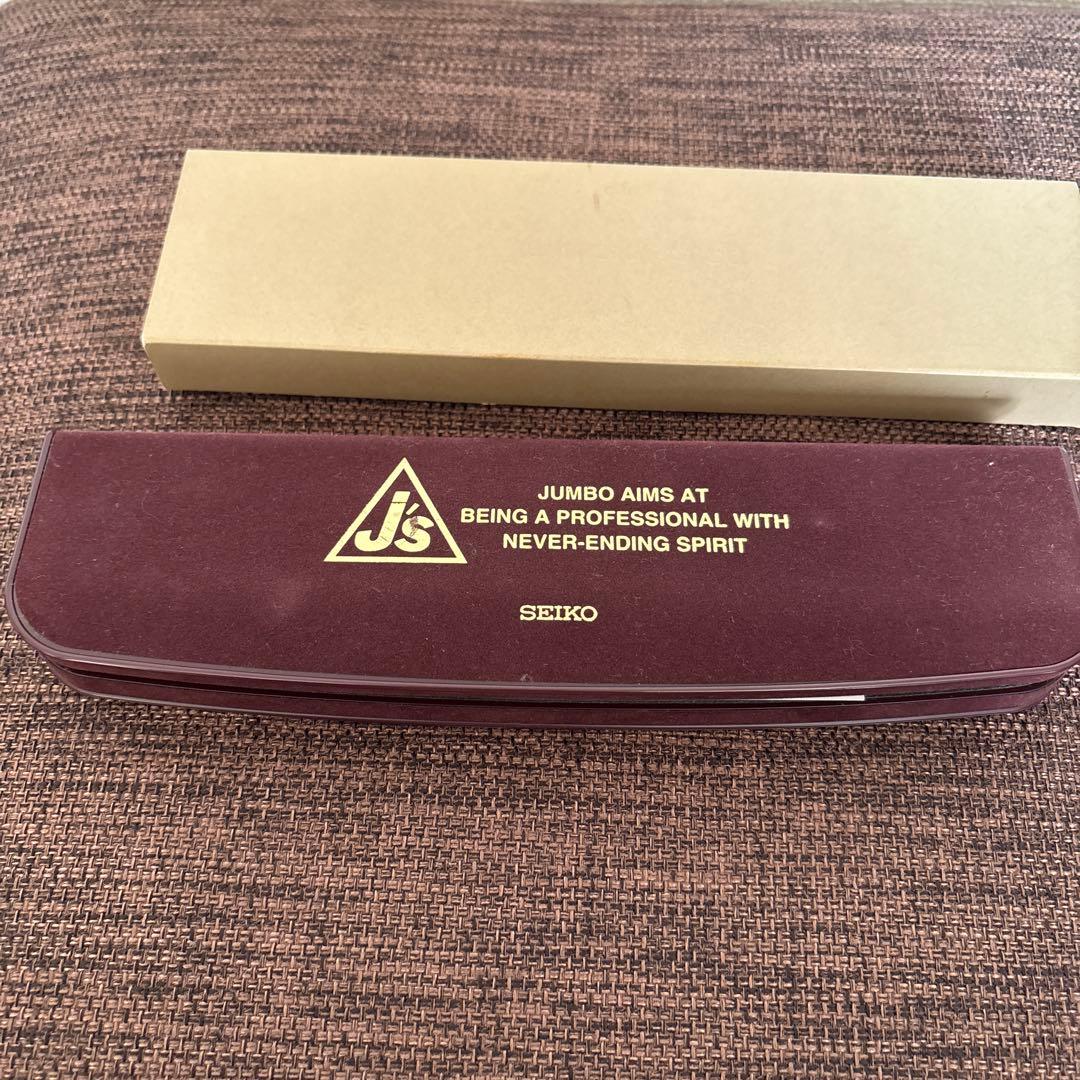 J's
JUMBO AIMS AT
BEING A PROFESSIONAL WITH
NEVER-ENDING SPIRIT
SEIKO